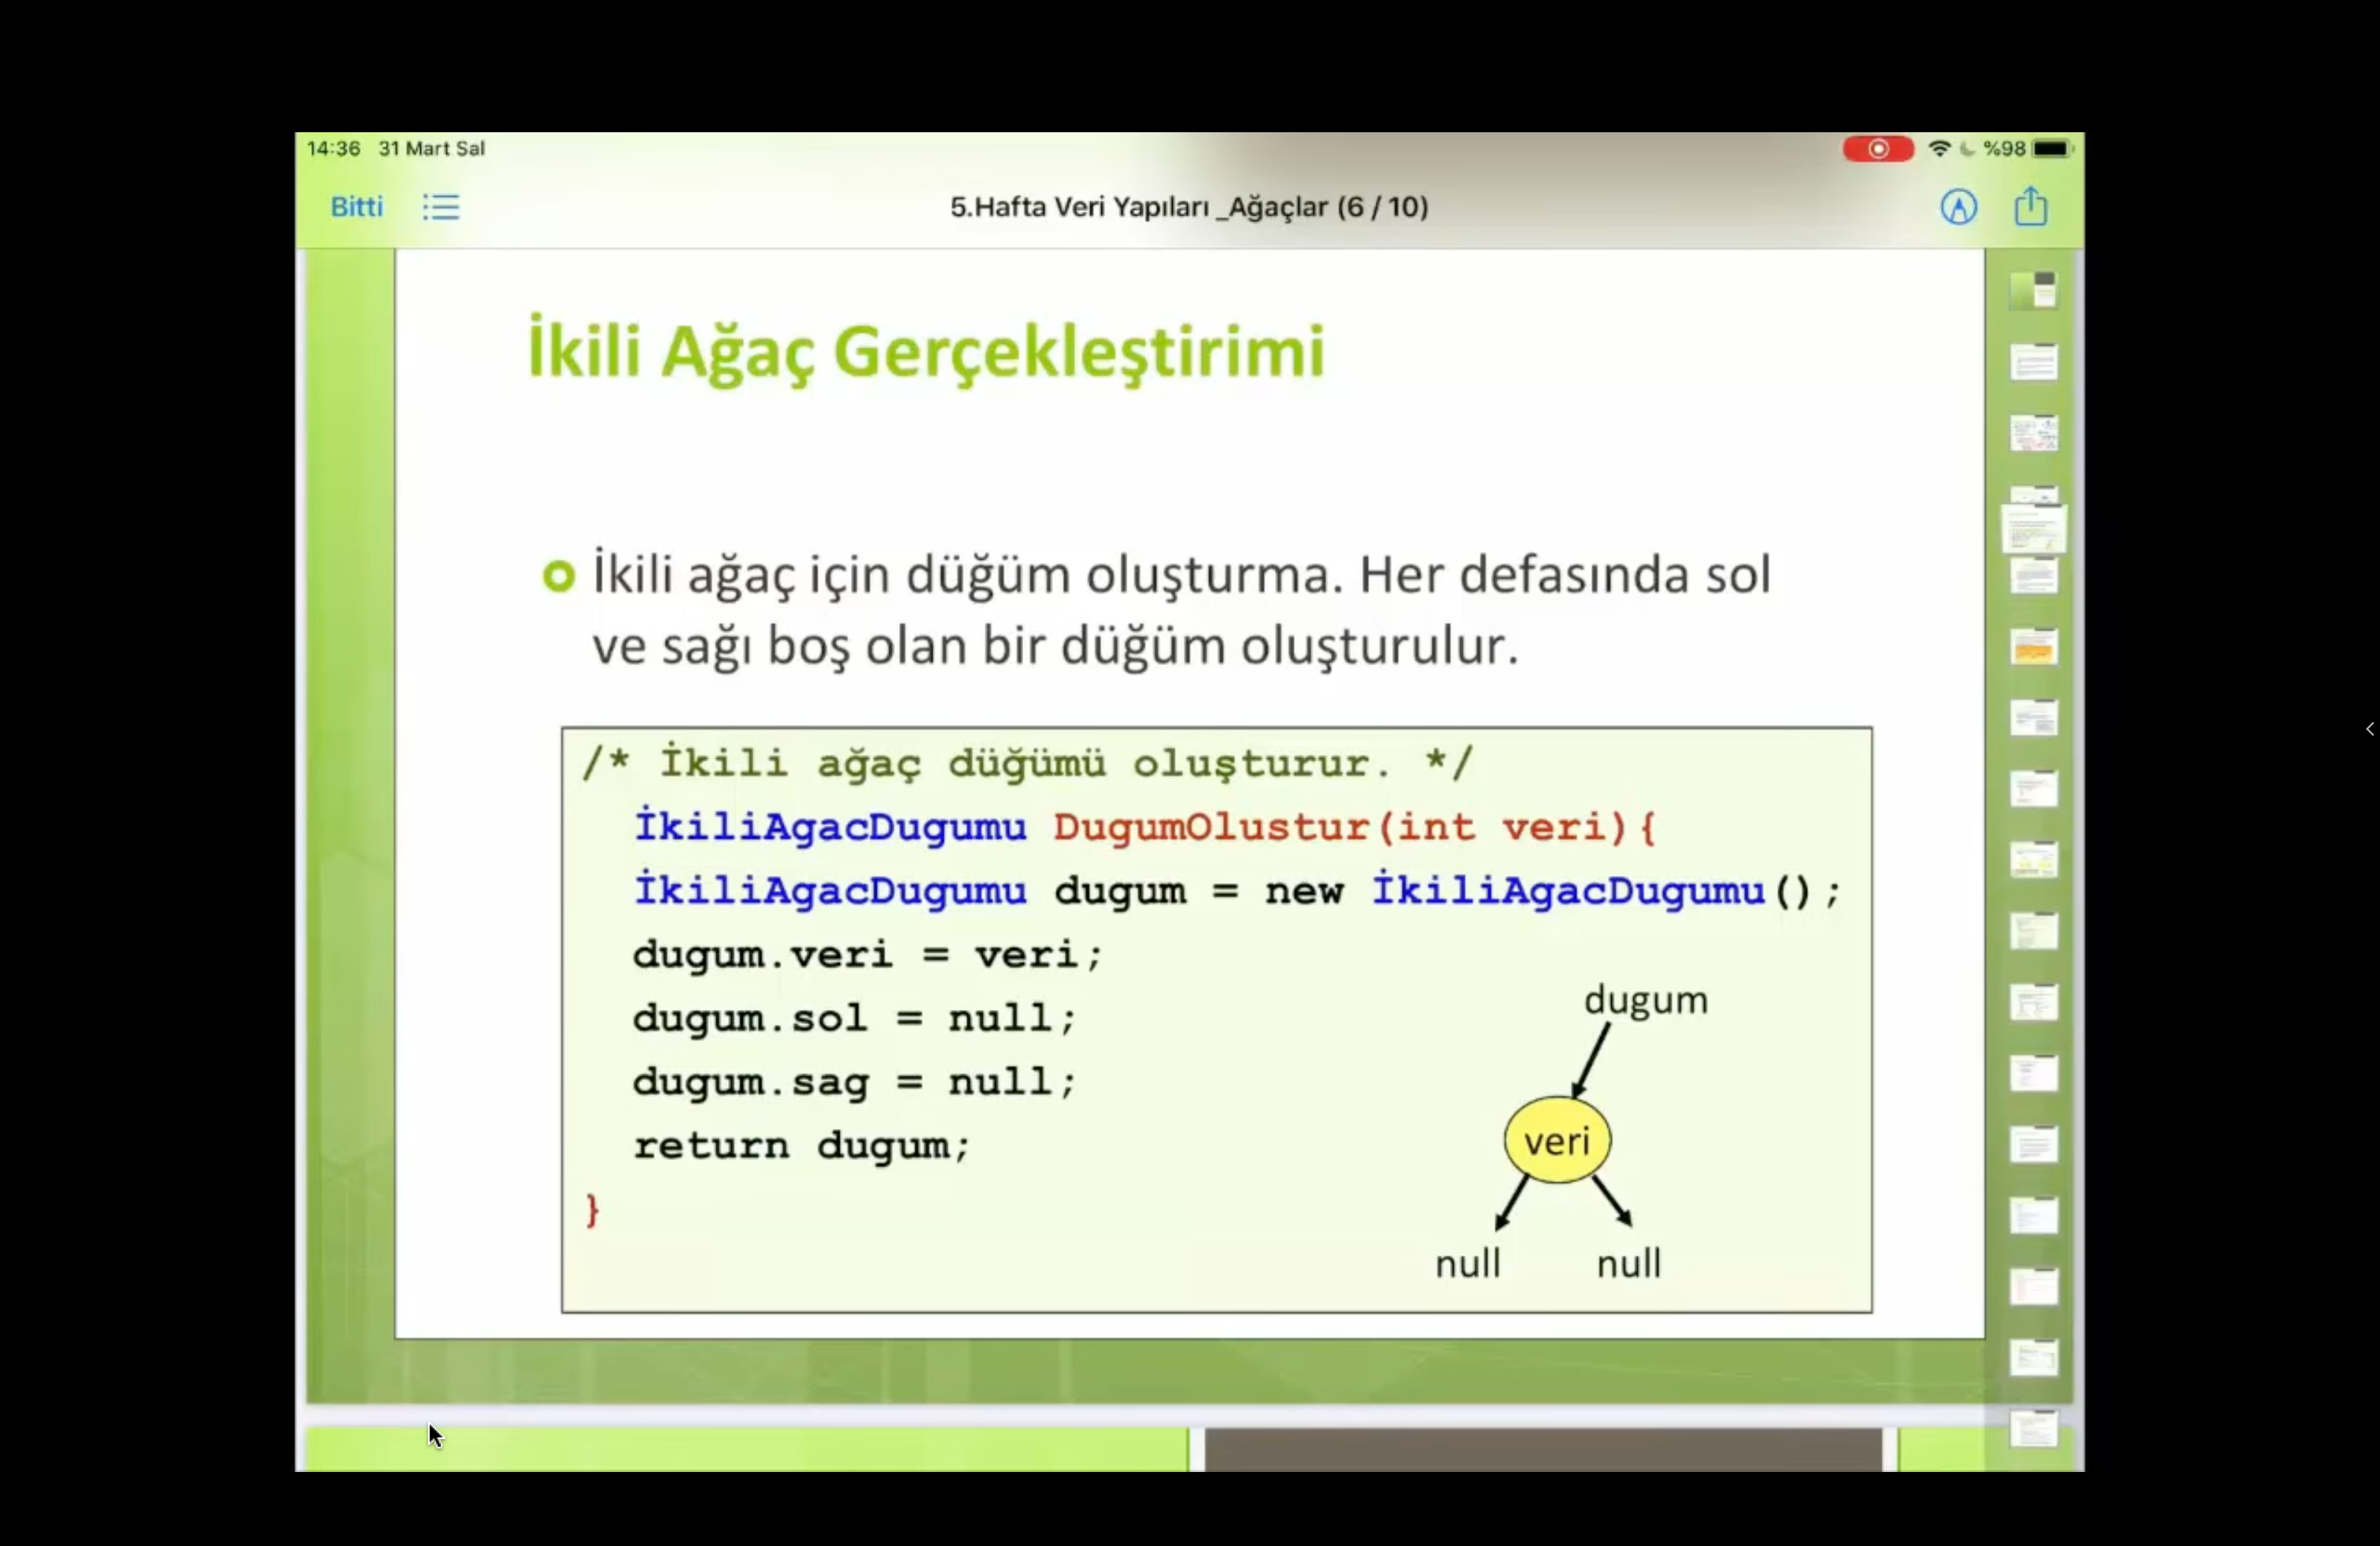 14:36 31 Mart Sal
%98
Bitti
5.Hafta Veri Yapıları _Ağaçlar (6 / 10)
İkili Ağaç Gerçekleştirimi
İkili ağaç için düğüm oluşturma. Her defasında sol
ve sağı boş olan bir düğüm oluşturulur.
/* İkili ağaç düğümü oluşturur. */
İkiliAgacDugumu DugumOlustur(int veri){
İkiliAgacDugumu dugum = new İkiliAgacDugumu();
dugum.veri = veri;
dugum.sol = null;
dugum.sag = null;
return dugum;
}
dugum
veri
null null